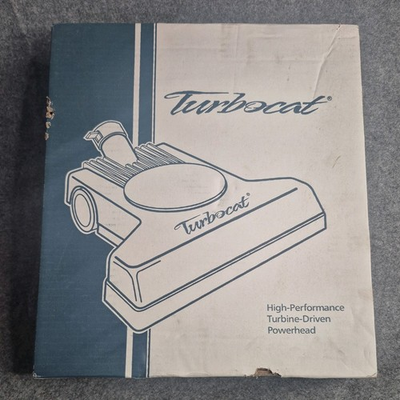 Turbocat®
Turbocat®
High-Performance
Turbine-Driven
Powerhead